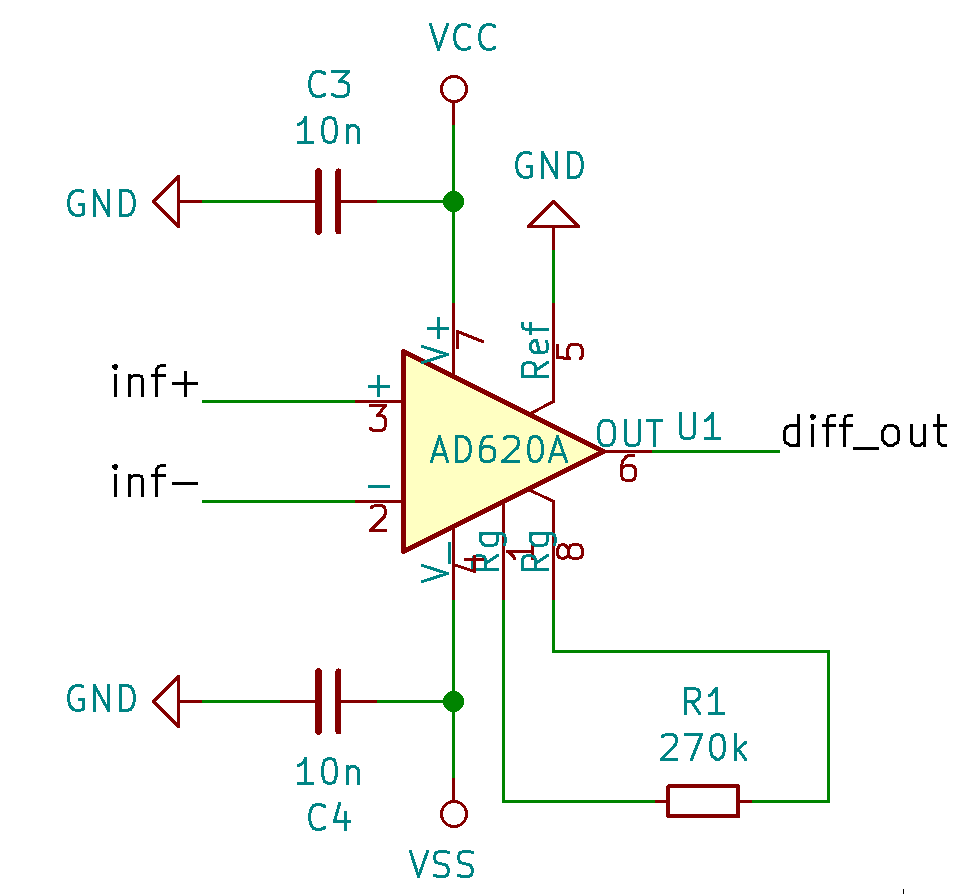 VCC
C3
10n
GND
GND
V+
7
Ref
5
inf+
+
3
AD620A
OUT
U1
6
diff_out
inf-
−
2
V-
4
Rg
1
Rg
8
GND
R1
270k
10n
C4
VSS